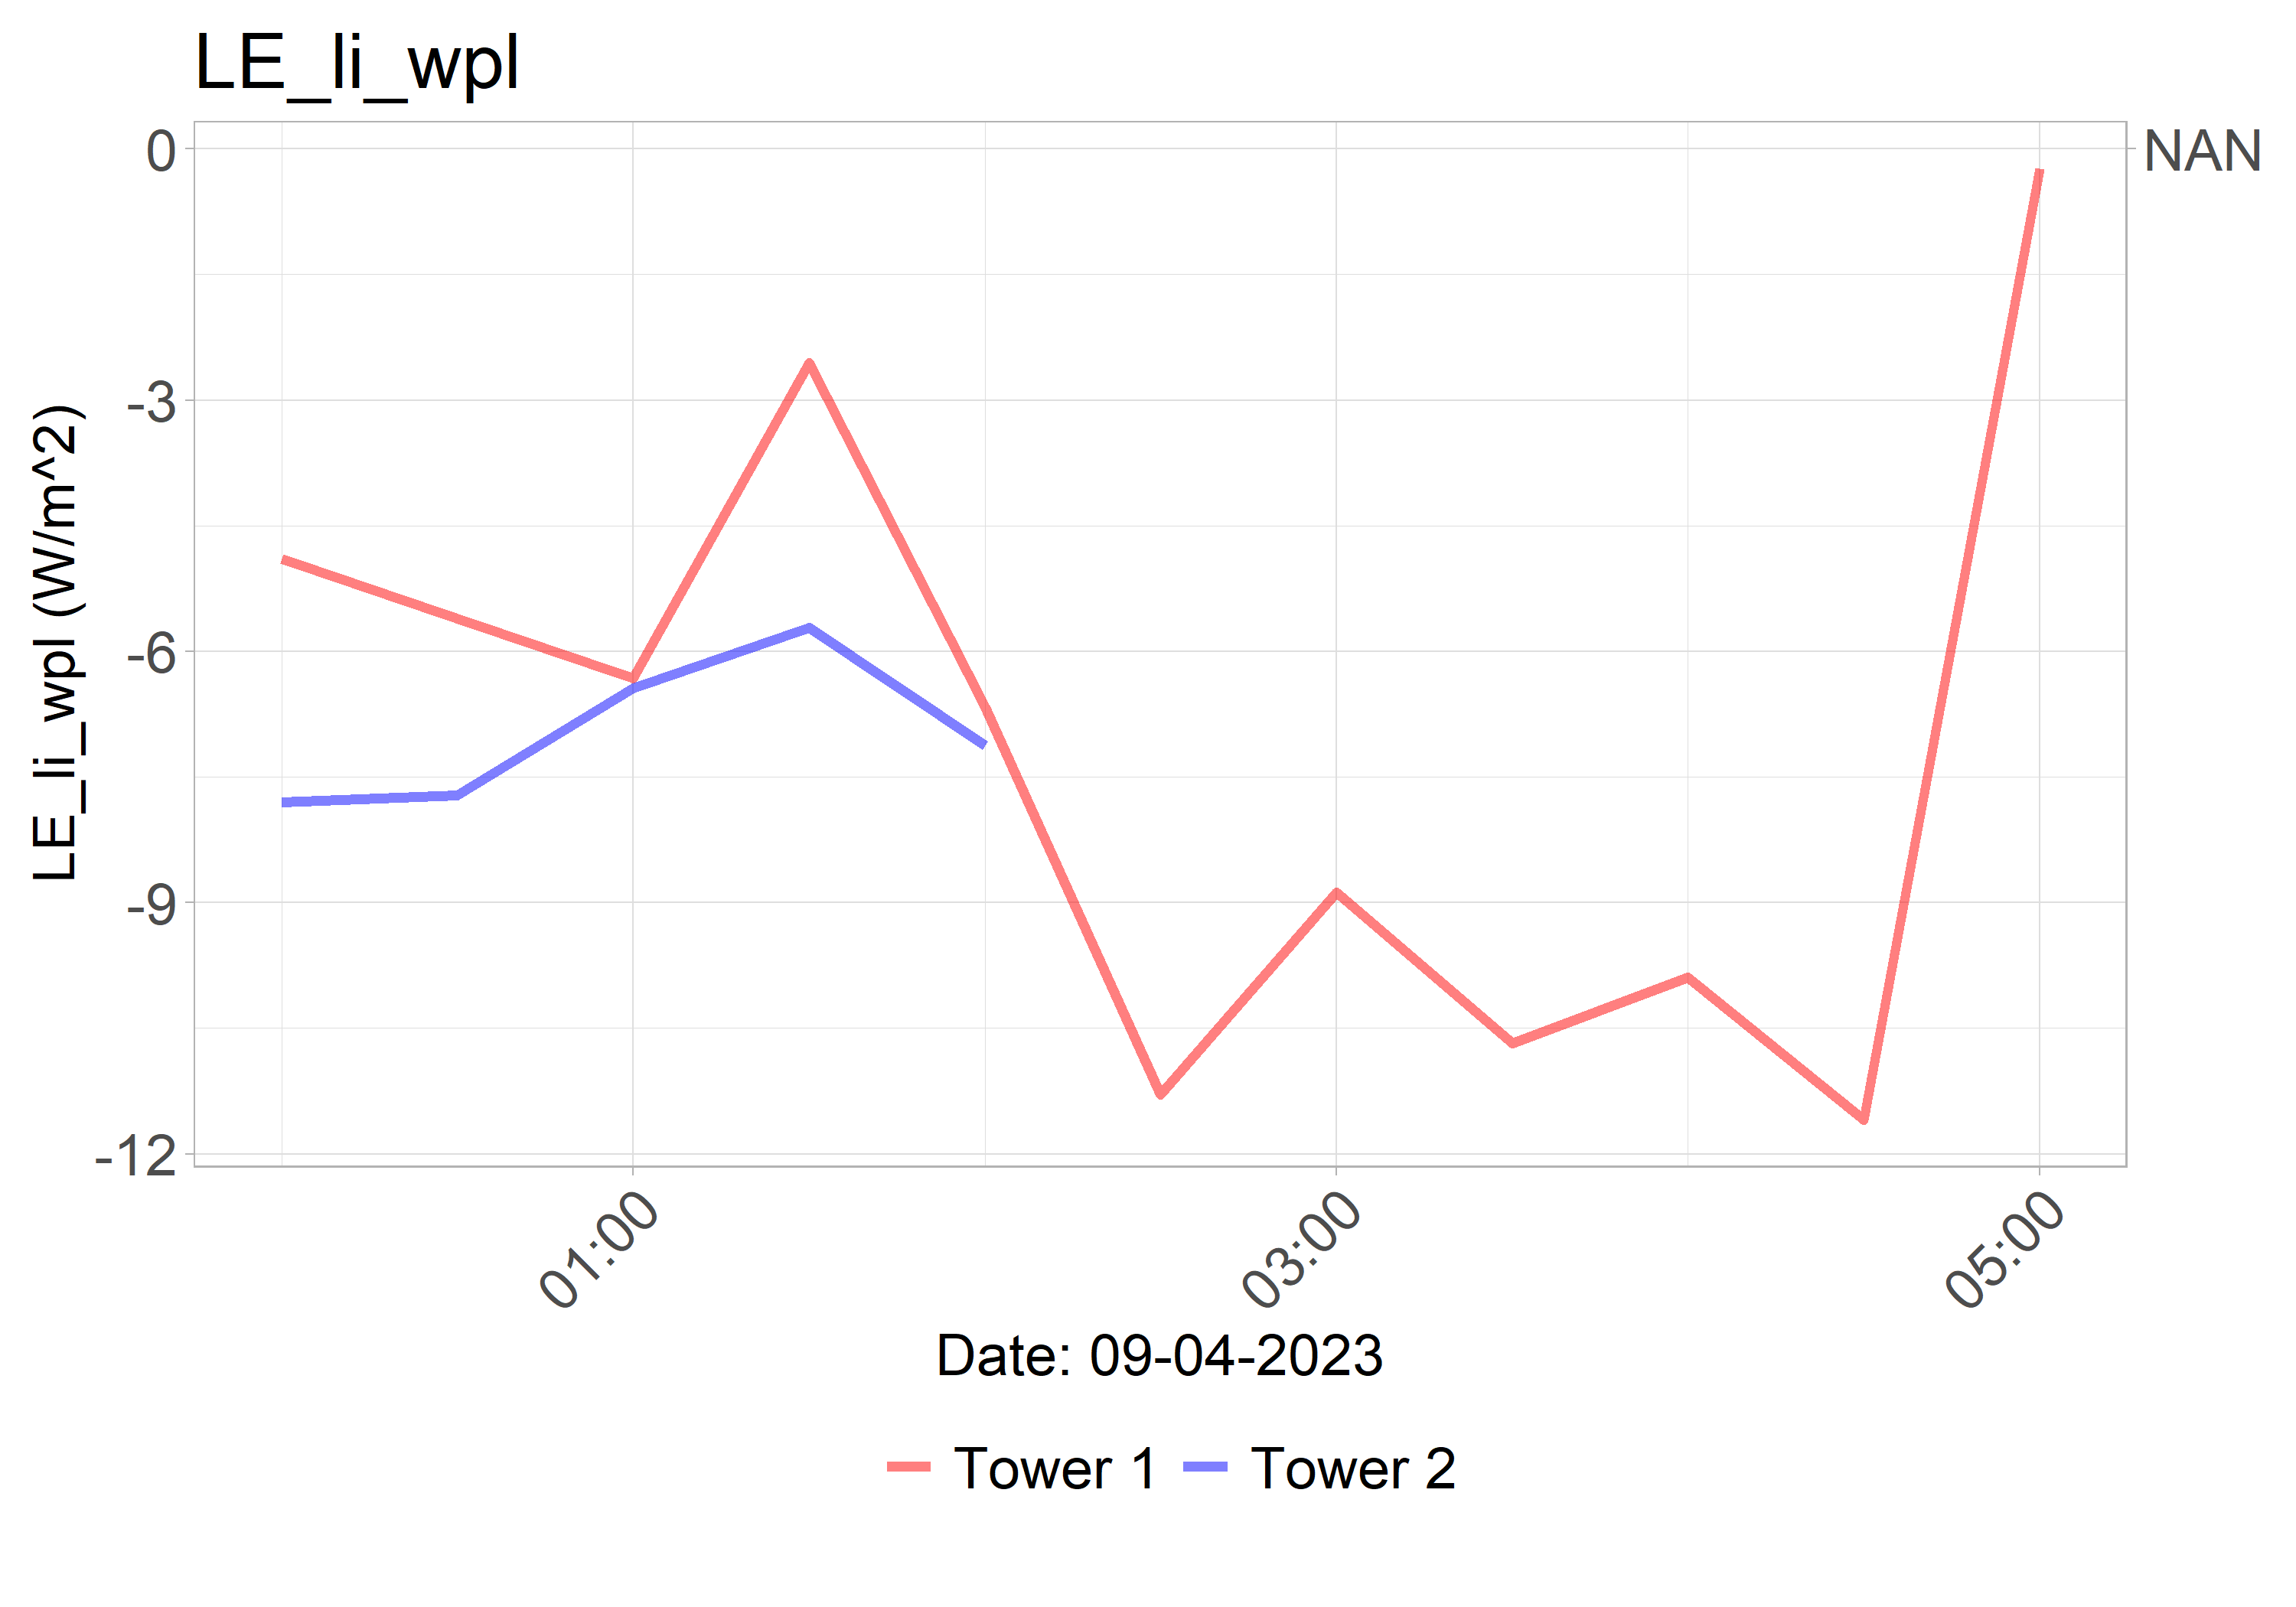 LE_li_wpl
0
NAN
-3
-6
-9
-12
LE_li_wpl (W/m^2)
01:00
03:00
05:00
Date: 09-04-2023
Tower 1
Tower 2